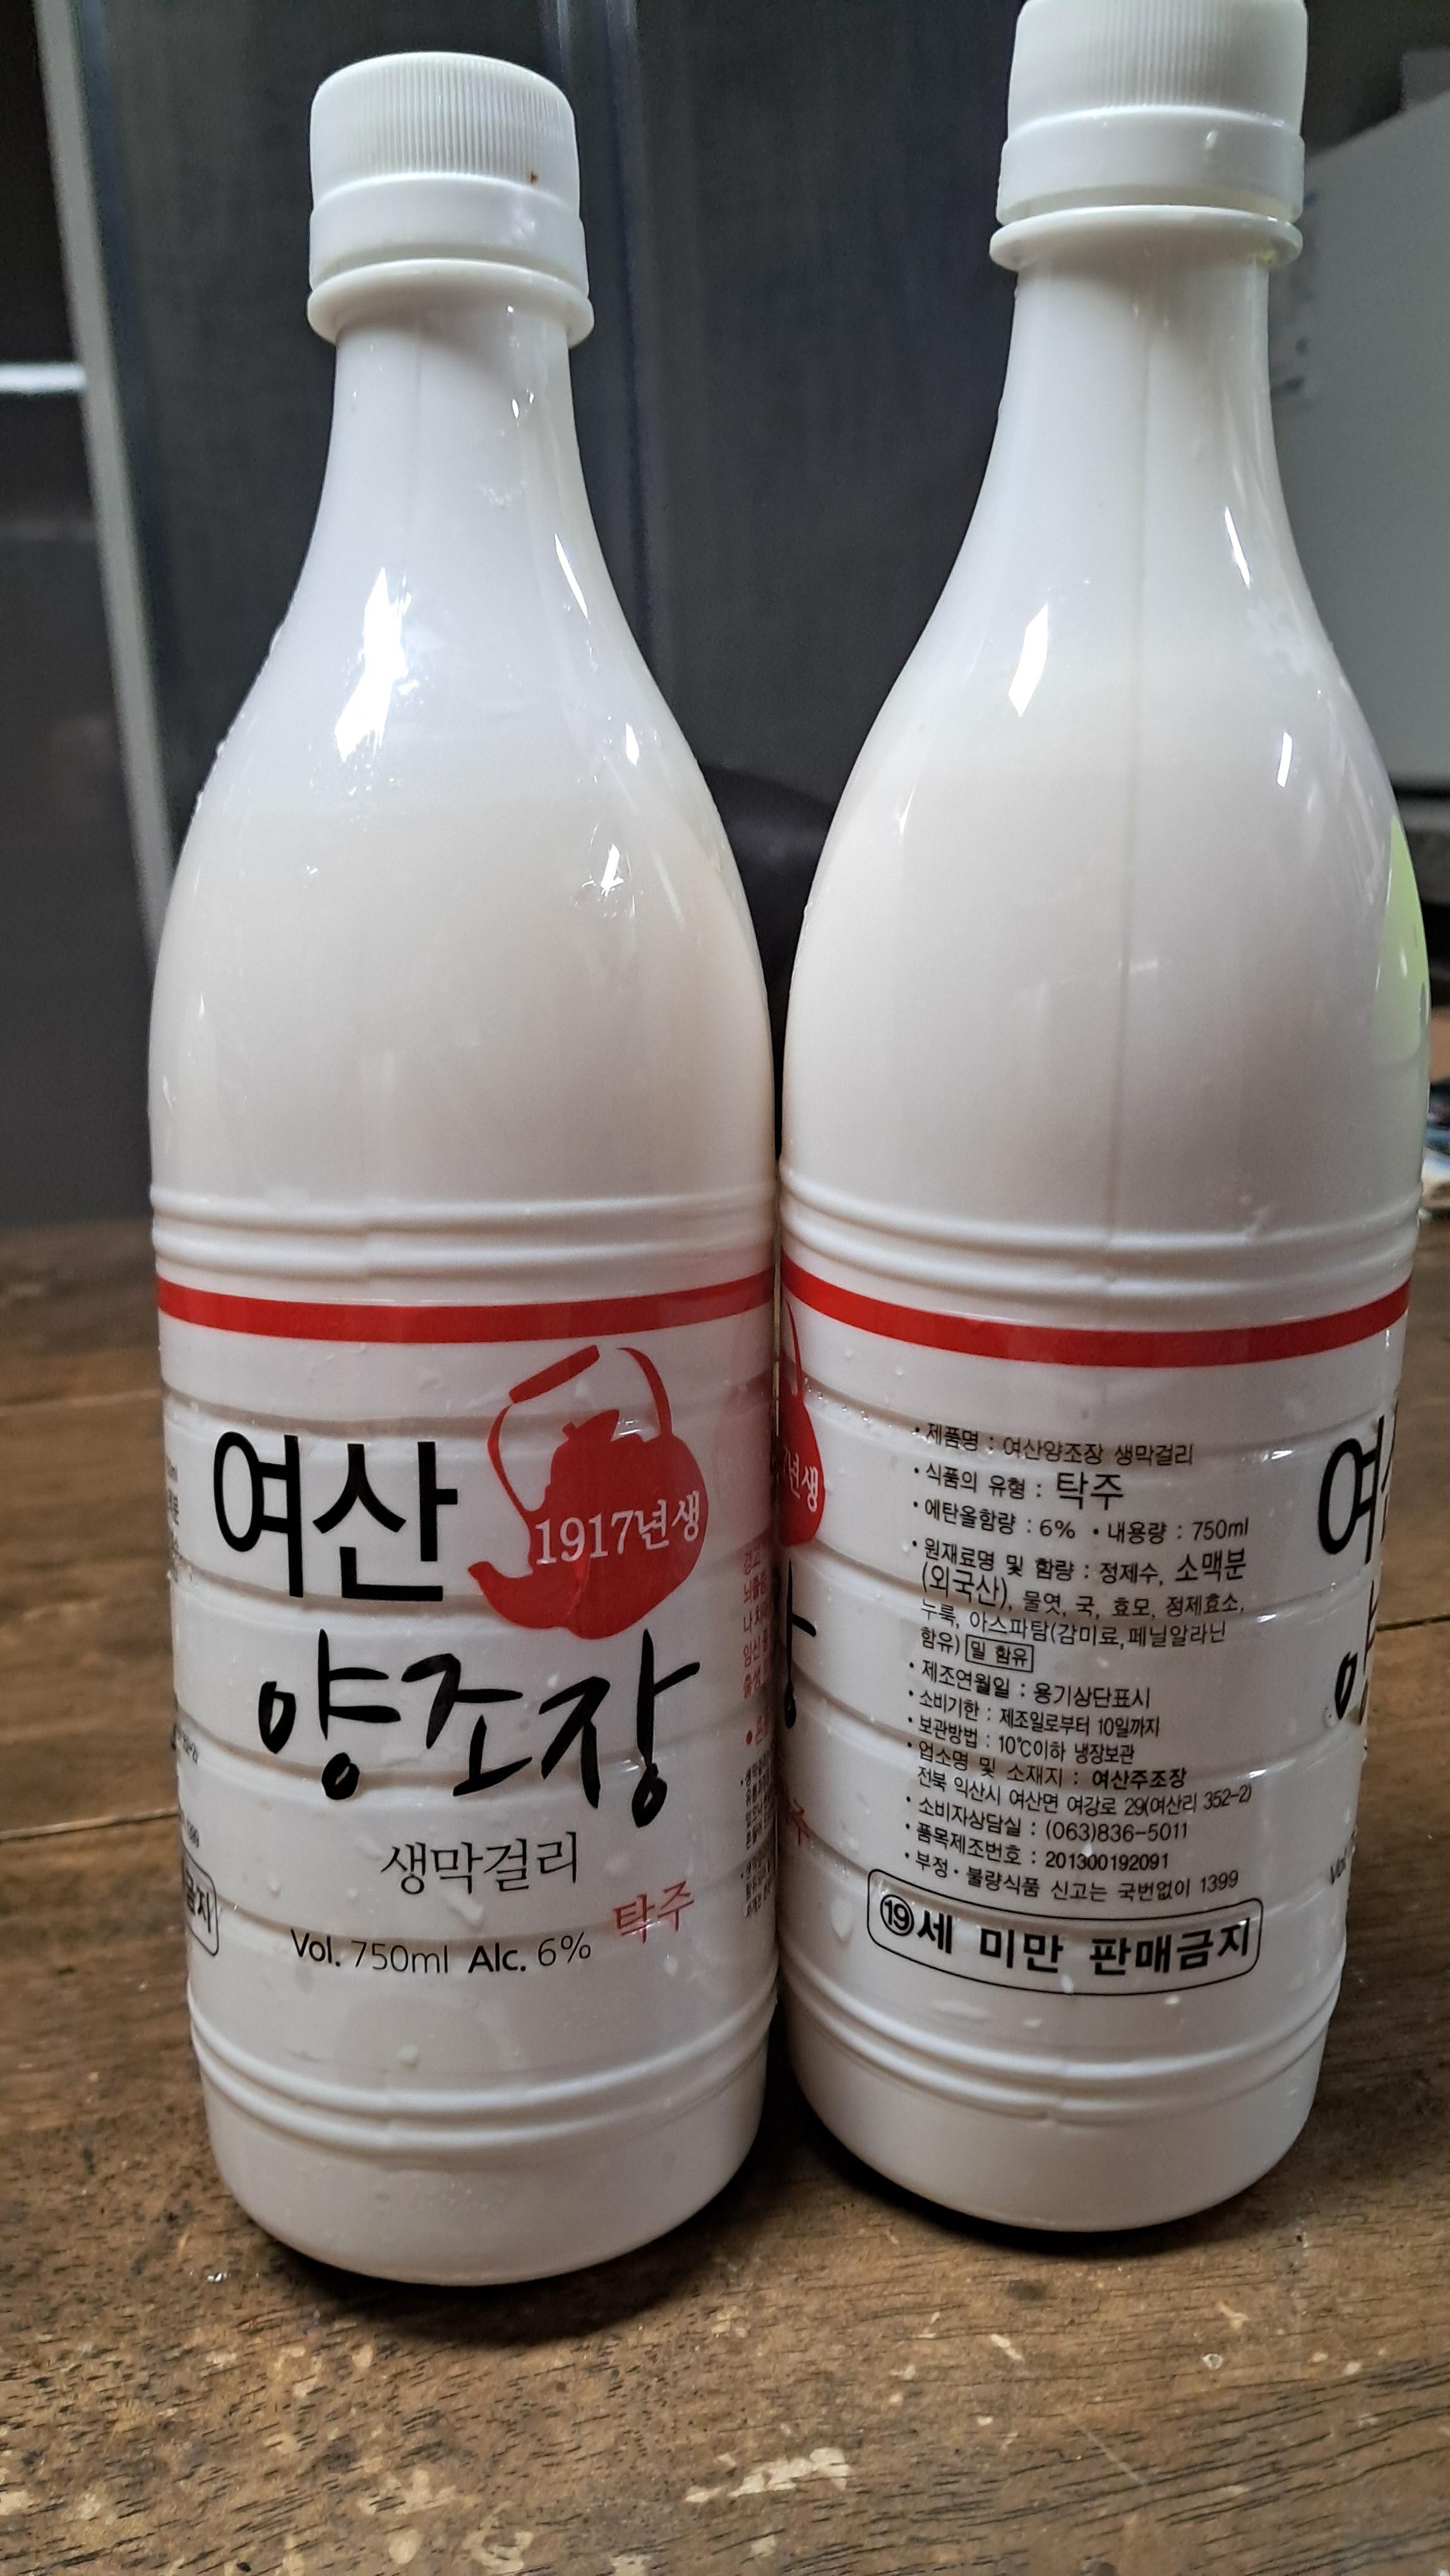 여산
1917년생
양조장
생막걸리
탁주
Vol. 750ml Alc. 6%
• 제품명 : 여산양조장 생막걸리
• 식품의 유형 : 탁주
• 에탄올함량 : 6% • 내용량 : 750ml
• 원재료명 및 함량 : 정제수, 소맥분
(외국산), 물엿, 국, 효모, 정제효소,
누룩, 아스파탐(감미료,페닐알라닌
함유) 밀 함유
• 제조연월일 : 용기상단표시
• 소비기한 : 제조일로부터 10일까지
• 보관방법 : 10℃이하 냉장보관
• 업소명 및 소재지 : 여산주조장
전북 익산시 여산면 여강로 29(여산리 352-2)
• 소비자상담실 : (063)836-5011
• 품목제조번호 : 201300192091
• 부정 • 불량식품 신고는 국번없이 1399
⑲세 미만 판매금지